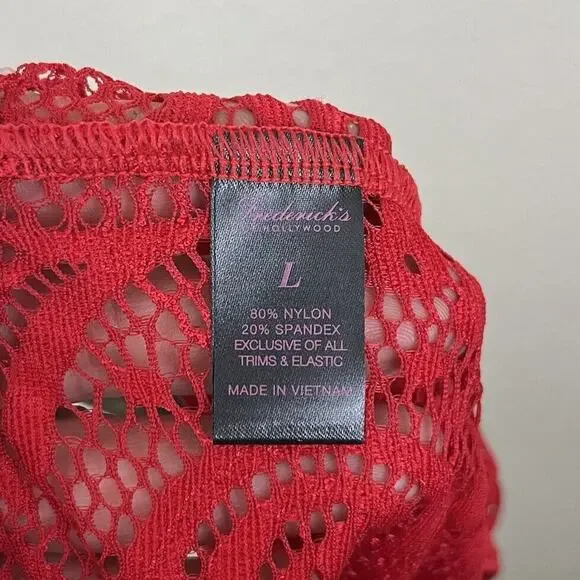 Frederick's
OF HOLLYWOOD
L
80% NYLON
20% SPANDEX
EXCLUSIVE OF ALL
TRIMS & ELASTIC
MADE IN VIETNAM